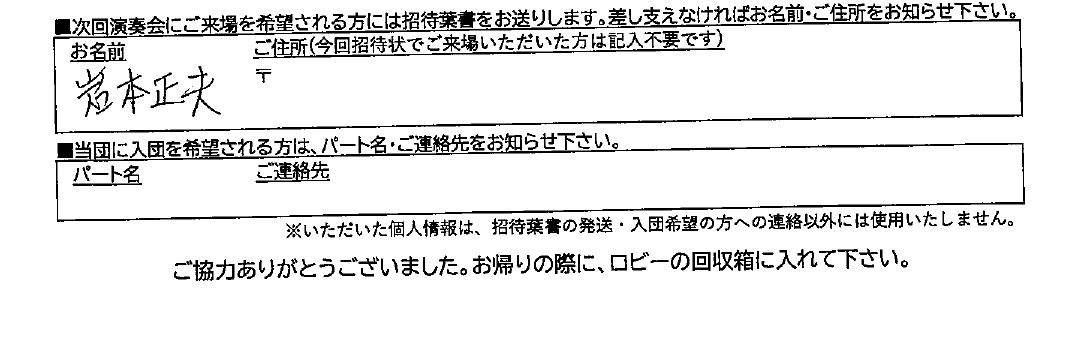 ■次回演奏会にご来場を希望される方には招待葉書をお送りします。差し支えなければお名前・ご住所をお知らせ下さい。
お名前 ご住所(今回招待状でご来場いただいた方は記入不要です)
〒
岩本正夫
■当団に入団を希望される方は、パート名・ご連絡先をお知らせ下さい。
パート名 ご連絡先
※いただいた個人情報は、招待葉書の発送・入団希望の方への連絡以外には使用いたしません。
ご協力ありがとうございました。お帰りの際に、ロビーの回収箱に入れて下さい。